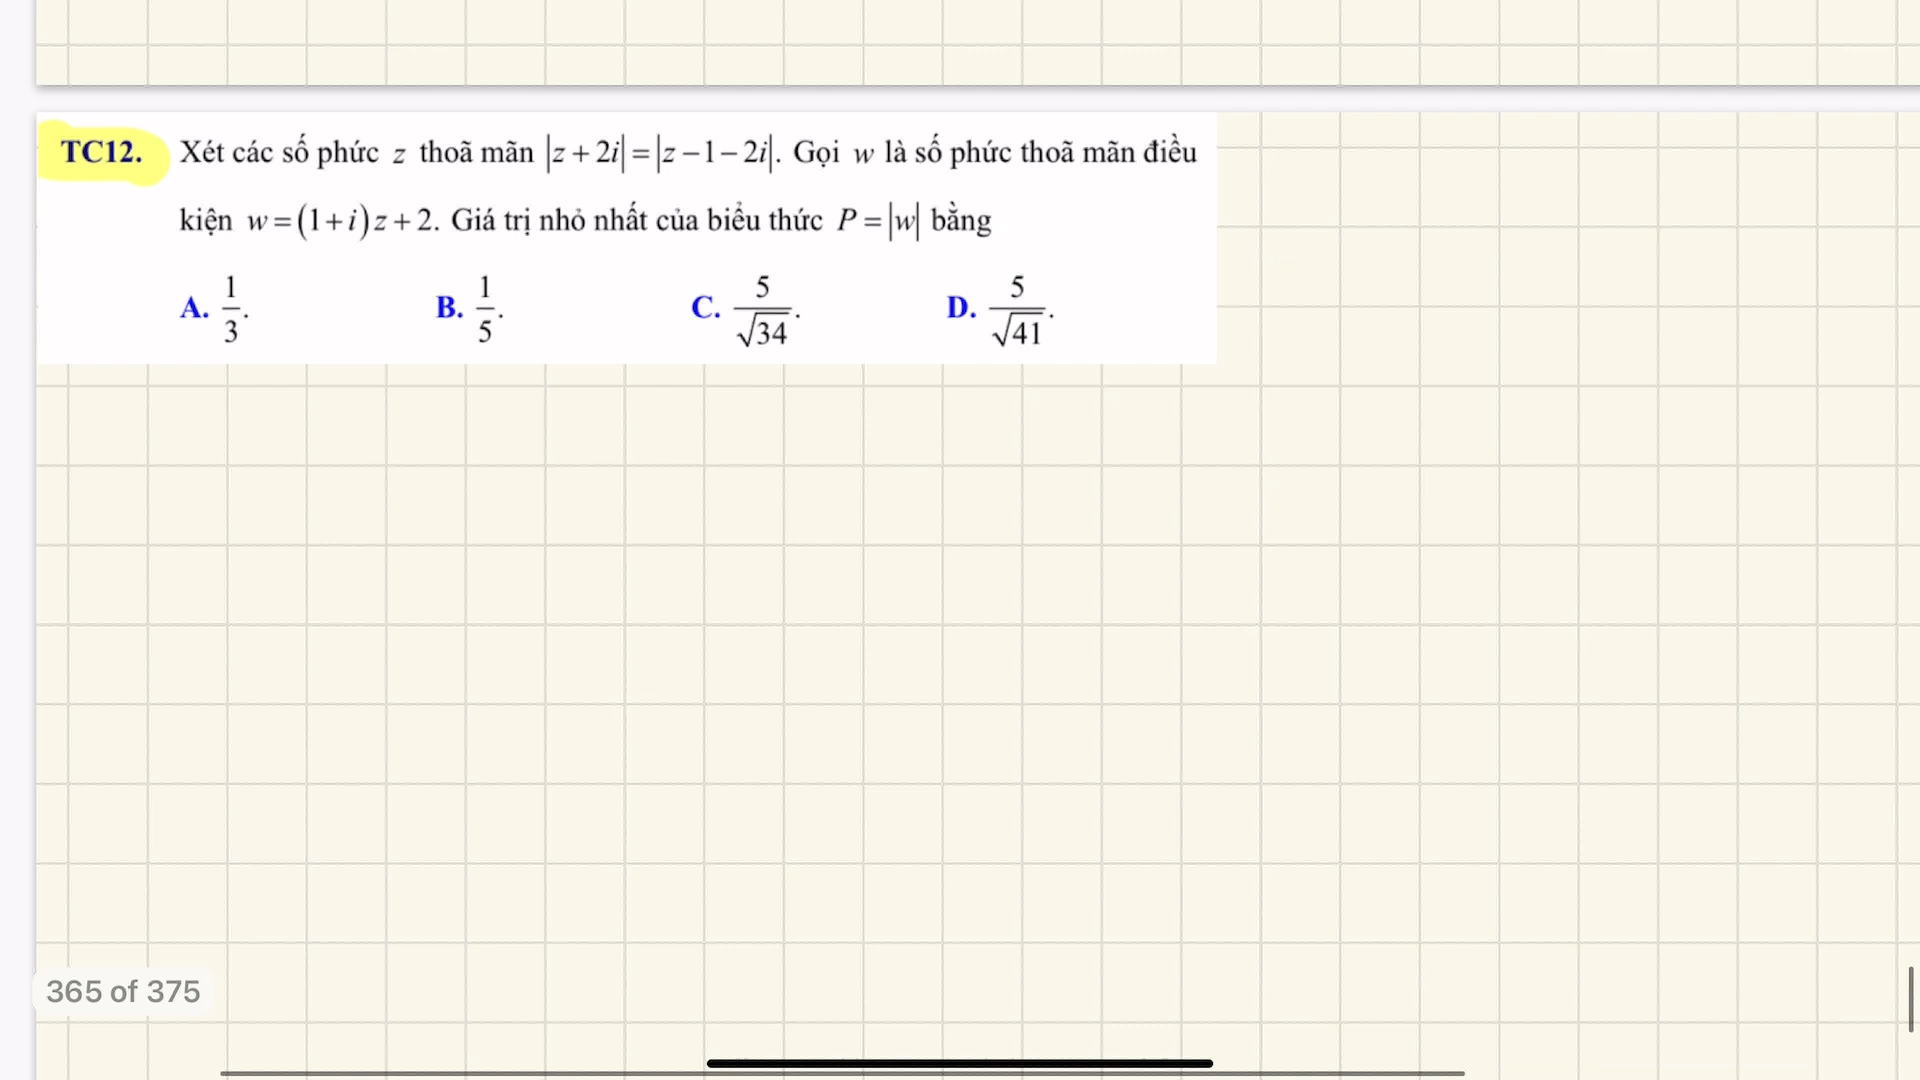 TC12. Xét các số phức z thoã mãn |z + 2i| = |z − 1 − 2i|. Gọi w là số phức thoã mãn điều
kiện w = (1 + i)z + 2. Giá trị nhỏ nhất của biểu thức P = |w| bằng
A. 1/3. B. 1/5. C. 5/√34. D. 5/√41.
365 of 375